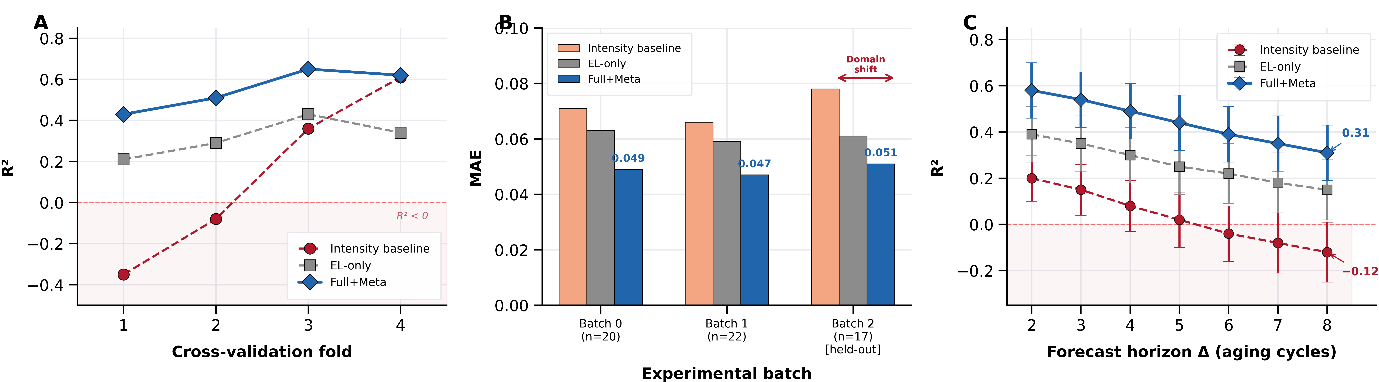 A
R²
0.8
0.6
0.4
0.2
0.0
−0.2
−0.4
R² < 0
Intensity baseline
EL-only
Full+Meta
1 2 3 4
Cross-validation fold
B
MAE
0.10
0.08
0.06
0.04
0.02
0.00
Intensity baseline
EL-only
Full+Meta
Domain
shift
0.049
0.047
0.051
Batch 0
(n=20)
Batch 1
(n=22)
Batch 2
(n=17)
[held-out]
Experimental batch
C
R²
0.8
0.6
0.4
0.2
0.0
−0.2
Intensity baseline
EL-only
Full+Meta
0.31
−0.12
2 3 4 5 6 7 8
Forecast horizon Δ (aging cycles)